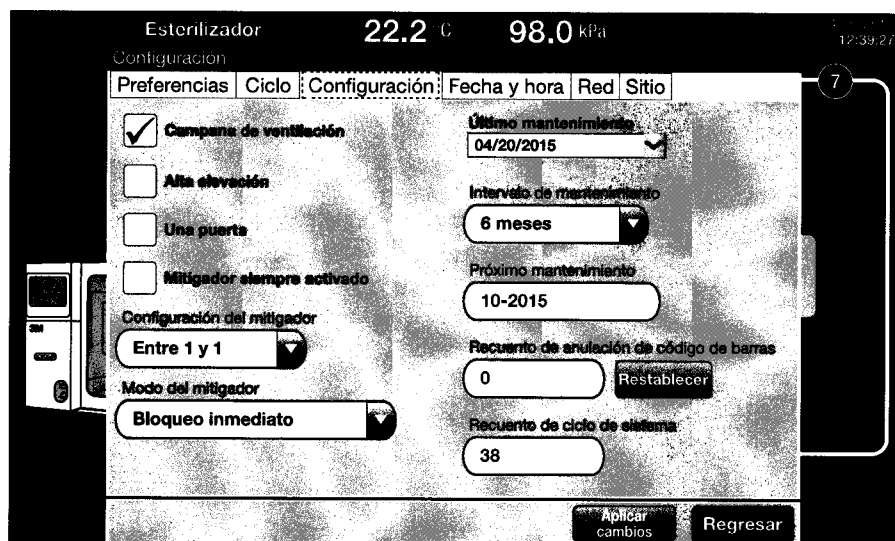 Esterilizador 22.2 °C 98.0 kPa
12:39:27
Configuración
Preferencias Ciclo Configuración Fecha y hora Red Sitio
7
Campana de ventilación
Alta elevación
Una puerta
Mitigador siempre activado
Configuración del mitigador
Entre 1 y 1
Modo del mitigador
Bloqueo inmediato
Último mantenimiento
04/20/2015
Intervalo de mantenimiento
6 meses
Próximo mantenimiento
10-2015
Recuento de anulación de código de barras
0 Restablecer
Recuento de ciclo de sistema
38
3M
Aplicar
cambios
Regresar